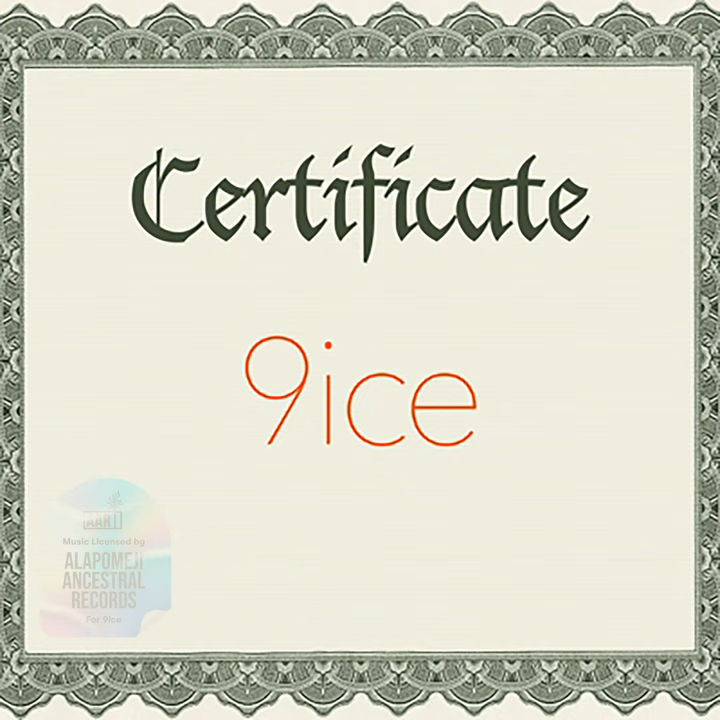 Certificate
9ice
AAR
Music Licensed by
ALAPOMEJI
ANCESTRAL
RECORDS
For 9ice